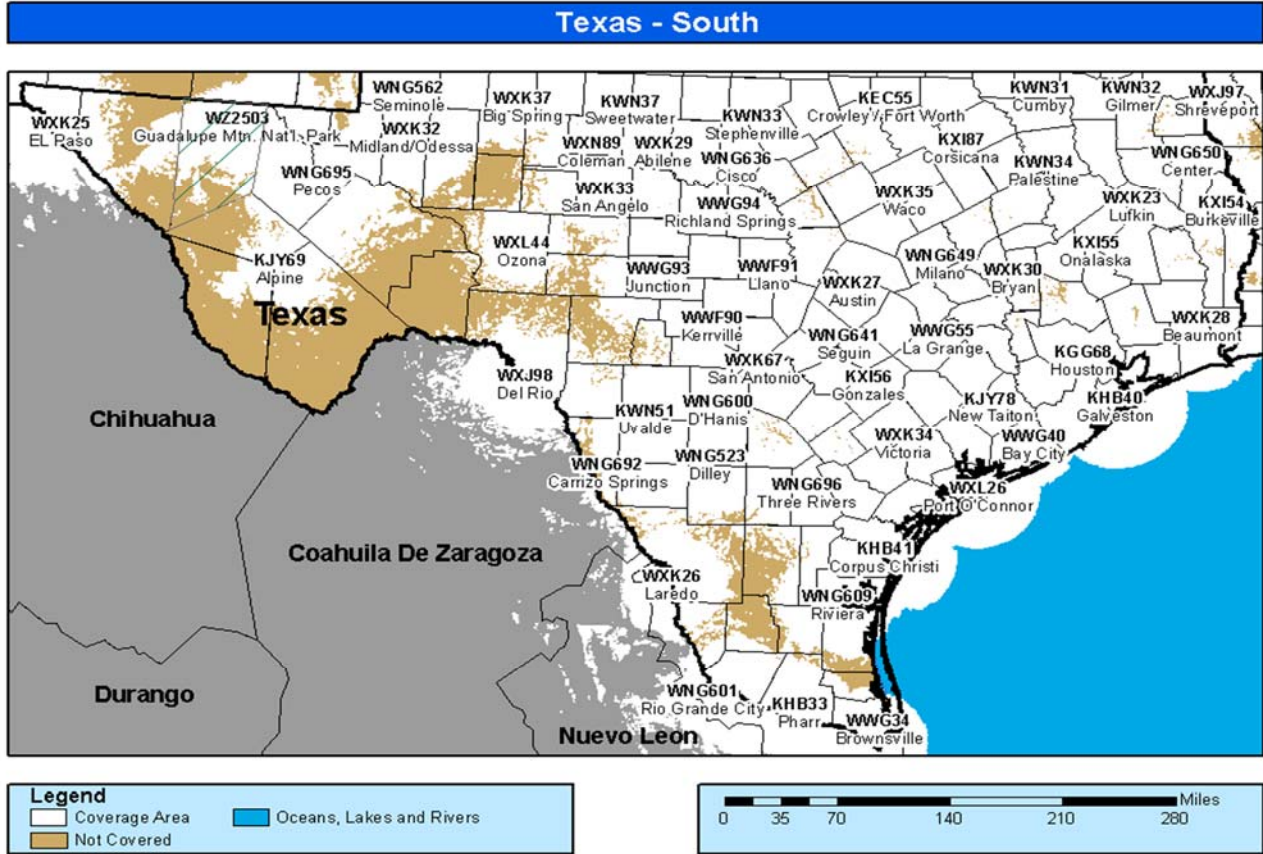 Texas - South
WNG562
Seminole
WXK37
Big Spring
KWN37
Sweetwater
KWN33
Stephenville
KEC55
Crowley / Fort Worth
KWN31
Cumby
KWN32
Gilmer
WXJ97
Shreveport
WXK25
EL Paso
WZ2503
Guadalupe Mtn. Nat'l. Park
WXK32
Midland/Odessa
WXN89
Coleman
WXK29
Abilene
WNG636
Cisco
KXI87
Corsicana
KWN34
Palestine
WNG650
Center
WNG695
Pecos
WXK33
San Angelo
WWG94
Richland Springs
WXK35
Waco
WXK23
Lufkin
KXI54
Burkeville
KJY69
Alpine
WXL44
Ozona
WWG93
Junction
WWF91
Llano
WXK27
Austin
WNG649
Milano
WXK30
Bryan
KXI55
Onalaska
Texas
WWF90
Kerrville
WNG641
Seguin
WWG55
La Grange
WXK28
Beaumont
WXJ98
Del Rio
WXK67
San Antonio
KXI56
Gonzales
KGG68
Houston
Chihuahua
KWN51
Uvalde
WNG600
D'Hanis
KJY78
New Taiton
KHB40
Galveston
WNG692
Carrizo Springs
WNG523
Dilley
WXK34
Victoria
WWG40
Bay City
WNG696
Three Rivers
WXL26
Port O'Connor
Coahuila De Zaragoza
KHB41
Corpus Christi
WXK26
Laredo
WNG609
Riviera
Durango
WNG601
Rio Grande City
KHB33
Pharr
WWG34
Brownsville
Nuevo Leon
Legend
Coverage Area
Oceans, Lakes and Rivers
Not Covered
Miles
0 35 70 140 210 280